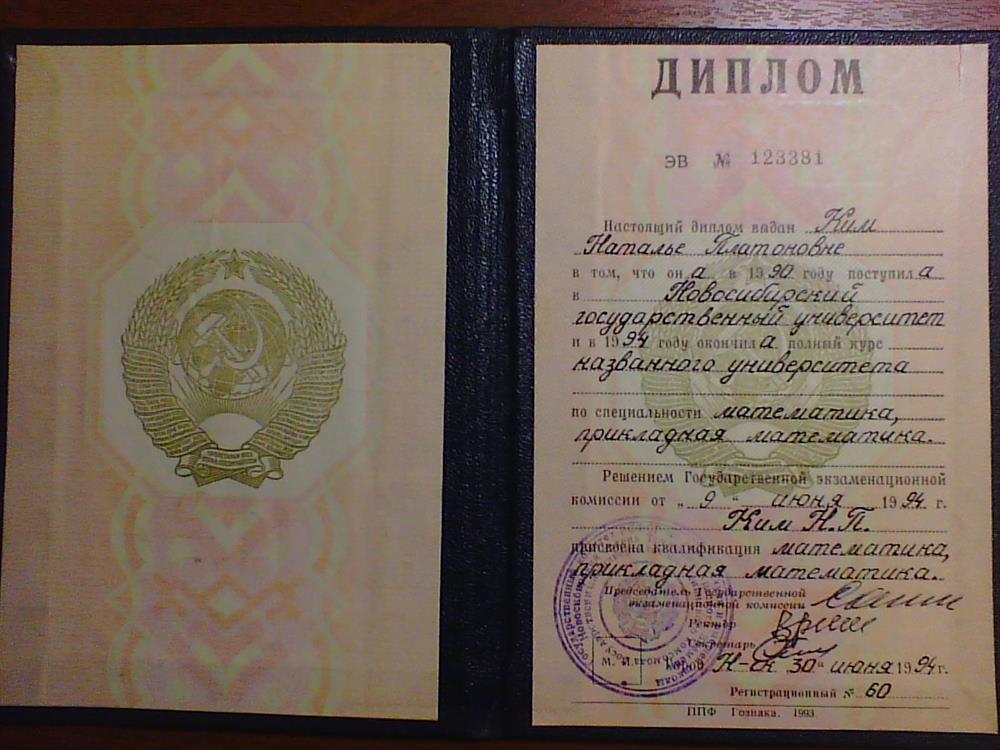 ДИПЛОМ
ЭВ № 123381
Настоящий диплом выдан Ким
Наталье Платоновне
в том, что она в 1990 году поступила
в Новосибирский
государственный университет
и в 1994 году окончила полный курс
названного университета
по специальности математика,
прикладная математика.
Решением Государственной экзаменационной
комиссии от „ 9 “ июня 1994 г.
Ким Н.П.
присвоена квалификация математика,
прикладная математика.
Председатель Государственной
экзаменационной комиссии
Ректор
Секретарь
М. П. Город Н-ск 30 “ июня 1994 г.
Регистрационный № 60
ППФ Гознака. 1993.